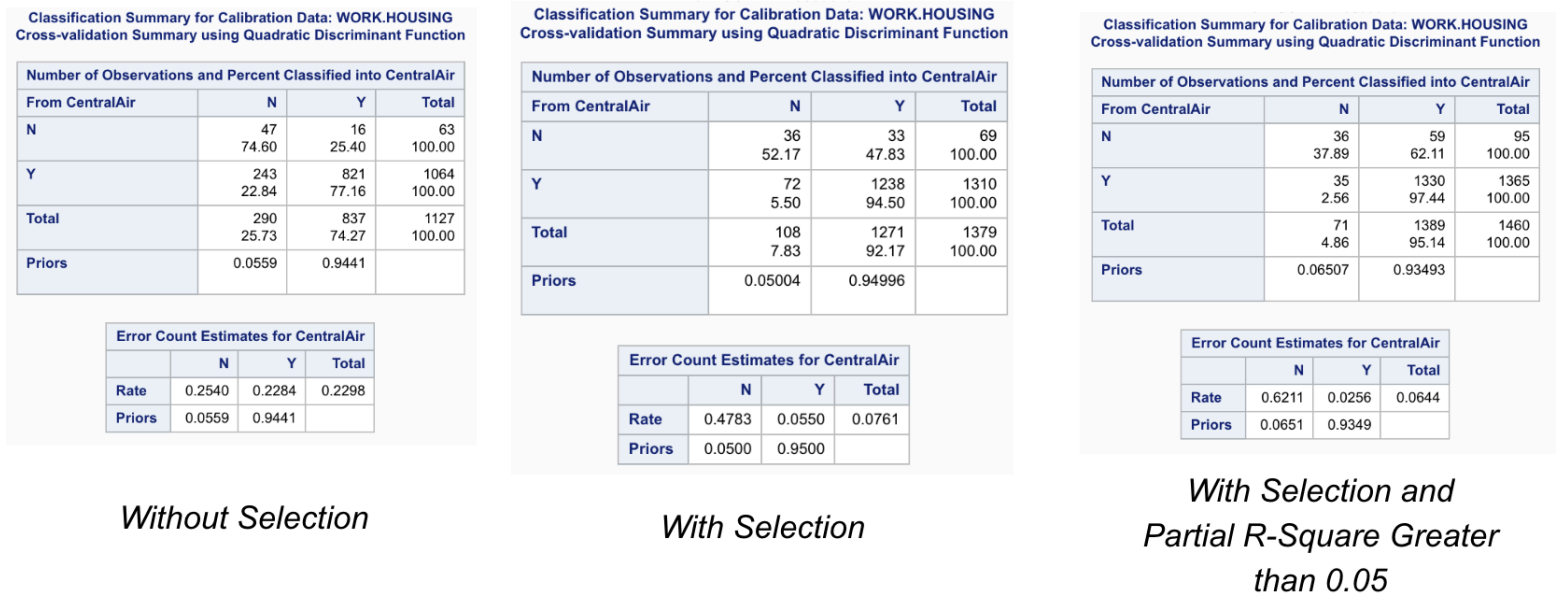 Classification Summary for Calibration Data: WORK.HOUSING
Cross-validation Summary using Quadratic Discriminant Function
Number of Observations and Percent Classified into CentralAir
From CentralAir N Y Total
N 47 16 63
74.60 25.40 100.00
Y 243 821 1064
22.84 77.16 100.00
Total 290 837 1127
25.73 74.27 100.00
Priors 0.0559 0.9441
Error Count Estimates for CentralAir
N Y Total
Rate 0.2540 0.2284 0.2298
Priors 0.0559 0.9441
Without Selection
Classification Summary for Calibration Data: WORK.HOUSING
Cross-validation Summary using Quadratic Discriminant Function
Number of Observations and Percent Classified into CentralAir
From CentralAir N Y Total
N 36 33 69
52.17 47.83 100.00
Y 72 1238 1310
5.50 94.50 100.00
Total 108 1271 1379
7.83 92.17 100.00
Priors 0.05004 0.94996
Error Count Estimates for CentralAir
N Y Total
Rate 0.4783 0.0550 0.0761
Priors 0.0500 0.9500
With Selection
Classification Summary for Calibration Data: WORK.HOUSING
Cross-validation Summary using Quadratic Discriminant Function
Number of Observations and Percent Classified into CentralAir
From CentralAir N Y Total
N 36 59 95
37.89 62.11 100.00
Y 35 1330 1365
2.56 97.44 100.00
Total 71 1389 1460
4.86 95.14 100.00
Priors 0.06507 0.93493
Error Count Estimates for CentralAir
N Y Total
Rate 0.6211 0.0256 0.0644
Priors 0.0651 0.9349
With Selection and
Partial R-Square Greater
than 0.05